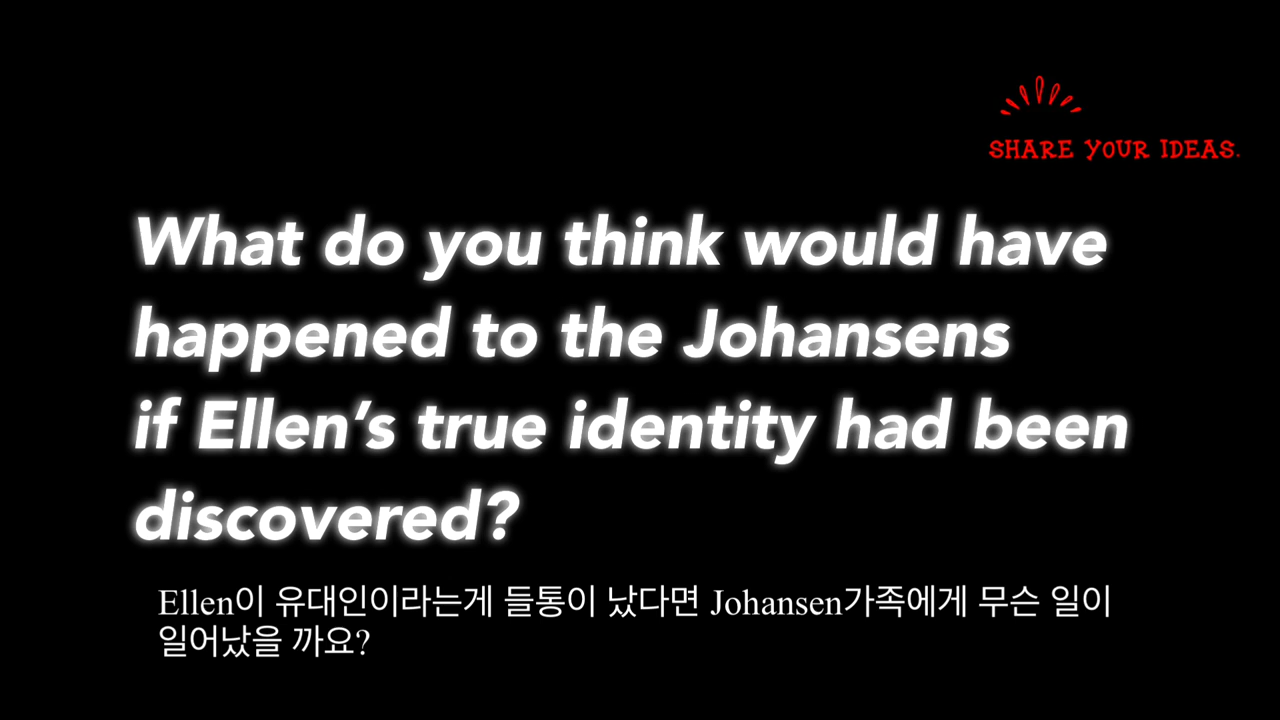 SHARE YOUR IDEAS.
What do you think would have
happened to the Johansens
if Ellen’s true identity had been
discovered?
Ellen이 유대인이라는게 들통이 났다면 Johansen가족에게 무슨 일이
일어났을 까요?